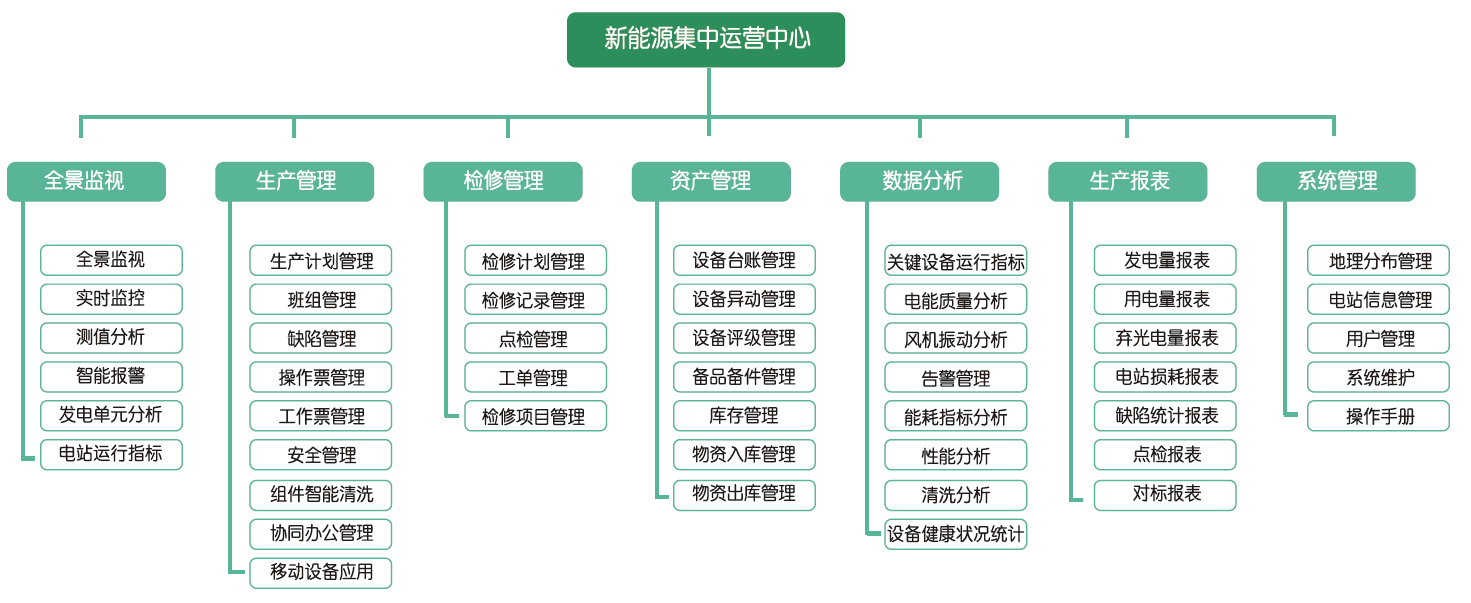 新能源集中运营中心
全景监视
全景监视
实时监控
测值分析
智能报警
发电单元分析
电站运行指标
生产管理
生产计划管理
班组管理
缺陷管理
操作票管理
工作票管理
安全管理
组件智能清洗
协同办公管理
移动设备应用
检修管理
检修计划管理
检修记录管理
点检管理
工单管理
检修项目管理
资产管理
设备台账管理
设备异动管理
设备评级管理
备品备件管理
库存管理
物资入库管理
物资出库管理
数据分析
关键设备运行指标
电能质量分析
风机振动分析
告警管理
能耗指标分析
性能分析
清洗分析
设备健康状况统计
生产报表
发电量报表
用电量报表
弃光电量报表
电站损耗报表
缺陷统计报表
点检报表
对标报表
系统管理
地理分布管理
电站信息管理
用户管理
系统维护
操作手册